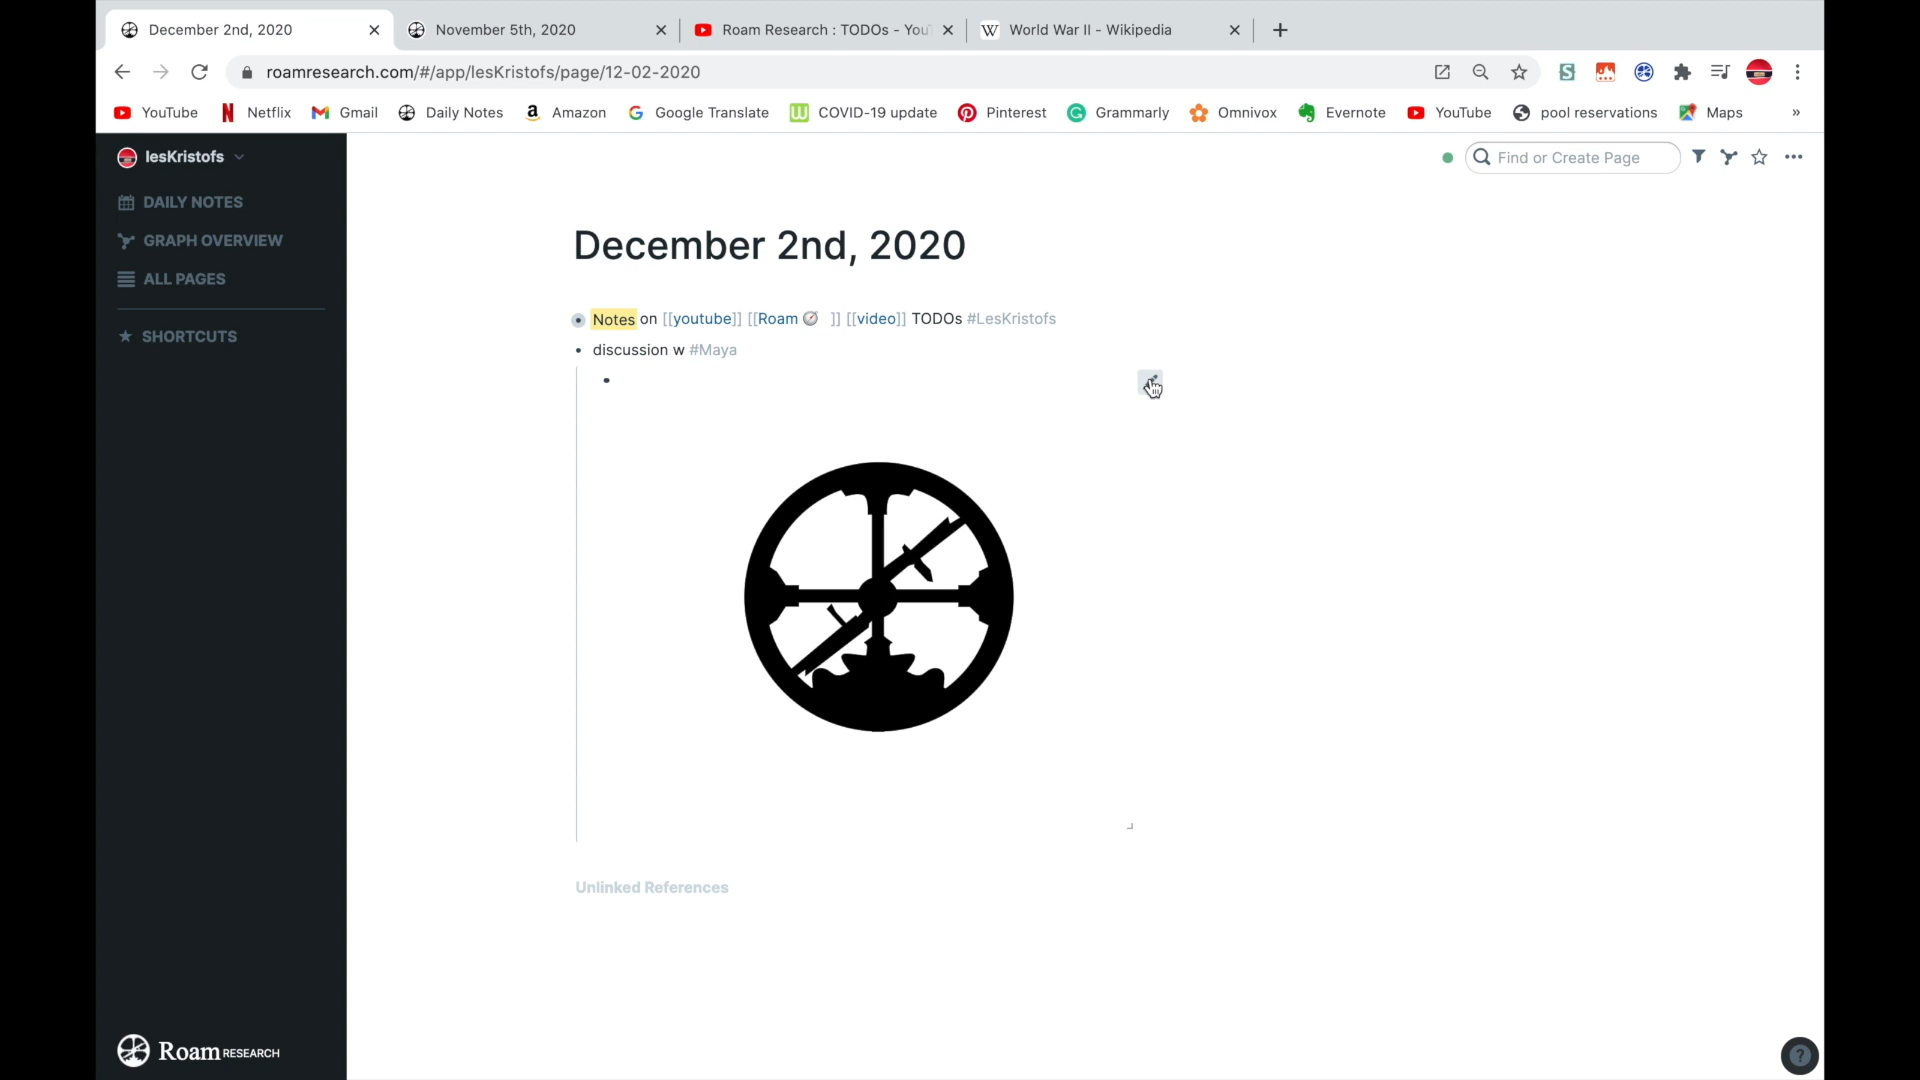 December 2nd, 2020
November 5th, 2020
Roam Research : TODOs - You
World War II - Wikipedia
roamresearch.com/#/app/lesKristofs/page/12-02-2020
YouTube Netflix Gmail Daily Notes Amazon Google Translate COVID-19 update Pinterest Grammarly Omnivox Evernote YouTube pool reservations Maps »
lesKristofs
Find or Create Page
DAILY NOTES
GRAPH OVERVIEW
ALL PAGES
SHORTCUTS
December 2nd, 2020
Notes on [[youtube]] [[Roam 🧭 ]] [[video]] TODOs #LesKristofs
discussion w #Maya
Unlinked References
Roam RESEARCH
?